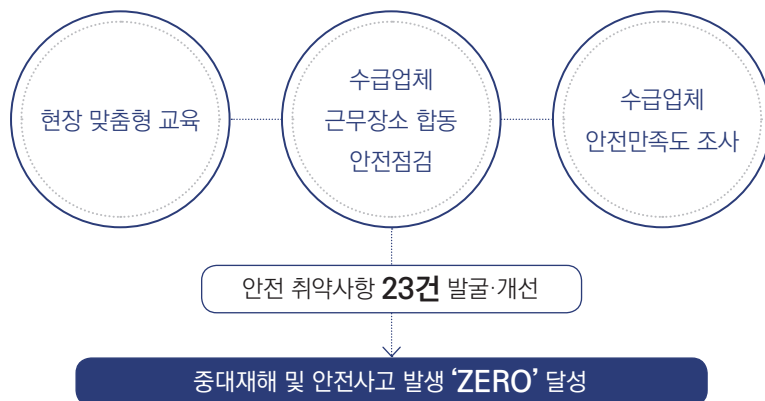 현장 맞춤형 교육
수급업체
근무장소 합동
안전점검
수급업체
안전만족도 조사
안전 취약사항 23건 발굴·개선
중대재해 및 안전사고 발생 ‘ZERO’ 달성